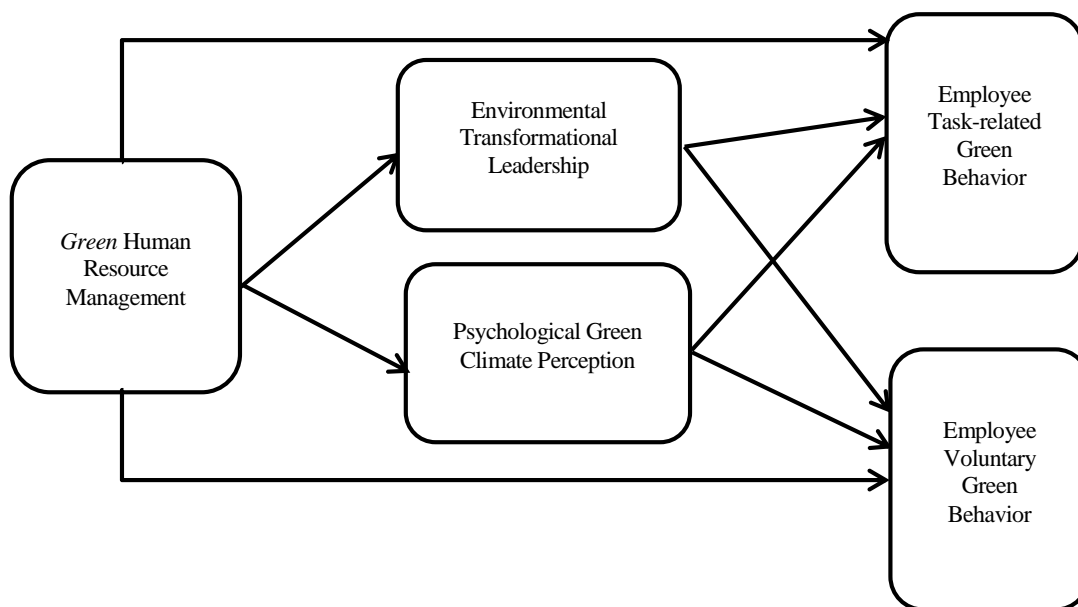 Green Human
Resource
Management
Environmental
Transformational
Leadership
Psychological Green
Climate Perception
Employee
Task-related
Green
Behavior
Employee
Voluntary
Green
Behavior